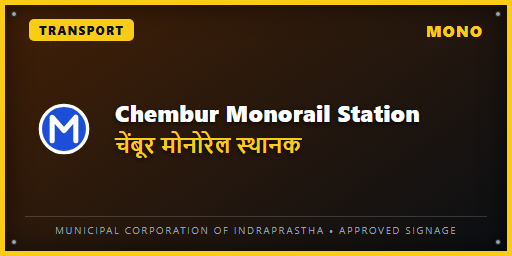 TRANSPORT
MONO
M
Chembur Monorail Station
चेंबूर मोनोरेल स्थानक
MUNICIPAL CORPORATION OF INDRAPRASTHA • APPROVED SIGNAGE